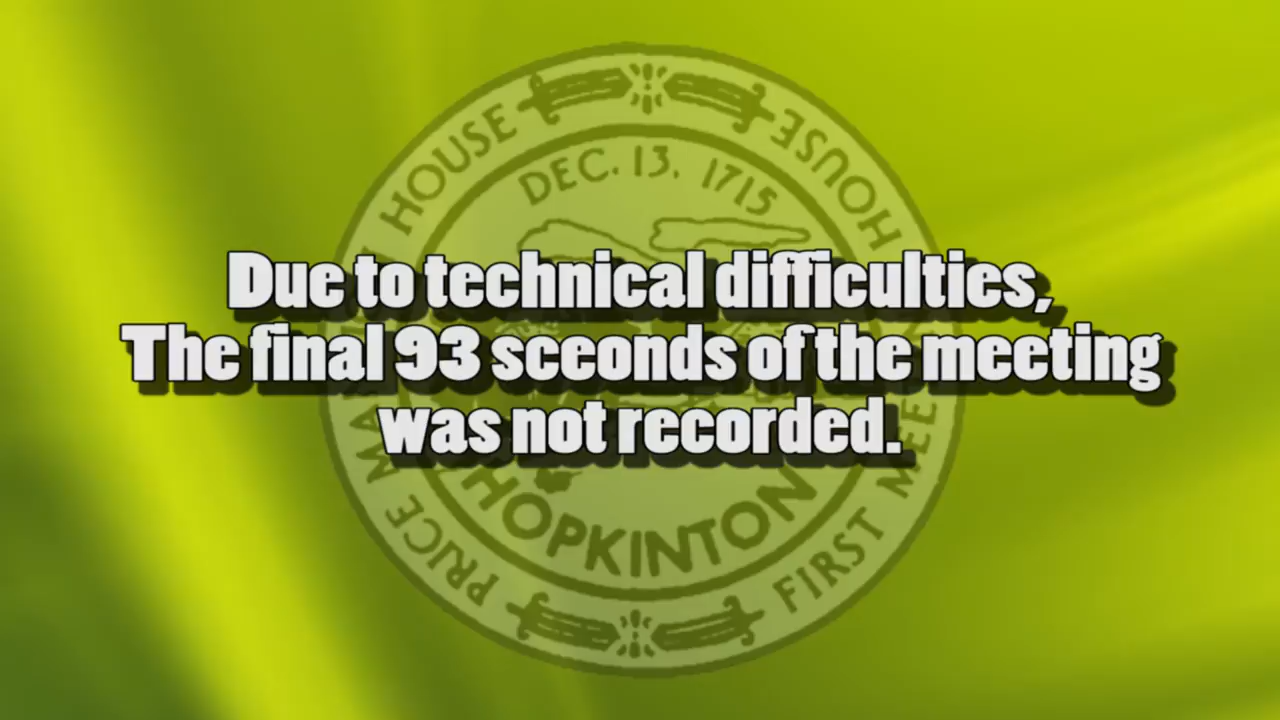 Due to technical difficulties,
The final 93 sceonds of the meeting
was not recorded.
HOUSE
HOUSE
DEC. 13, 1715
HOPKINTON
PRICE
FIRST